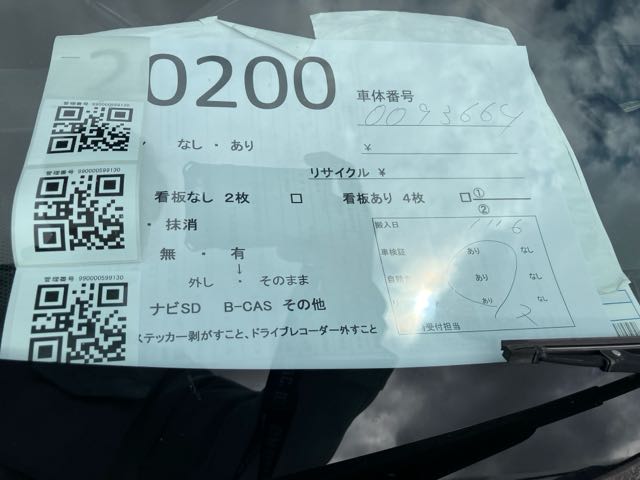 20200
車体番号
0093664
管理番号 990000599130
なし ・ あり
¥
リサイクル ¥
管理番号 990000599130
看板なし 2枚 □ 看板あり 4枚 □ ①
②
・ 抹消
搬入日 11/6
無 ・ 有
車検証 あり なし
↓
管理番号 990000599130
外し ・ そのまま
あり なし
ナビSD B-CAS その他
あり なし
受付担当
ステッカー剥がすこと、ドライブレコーダー外すこと